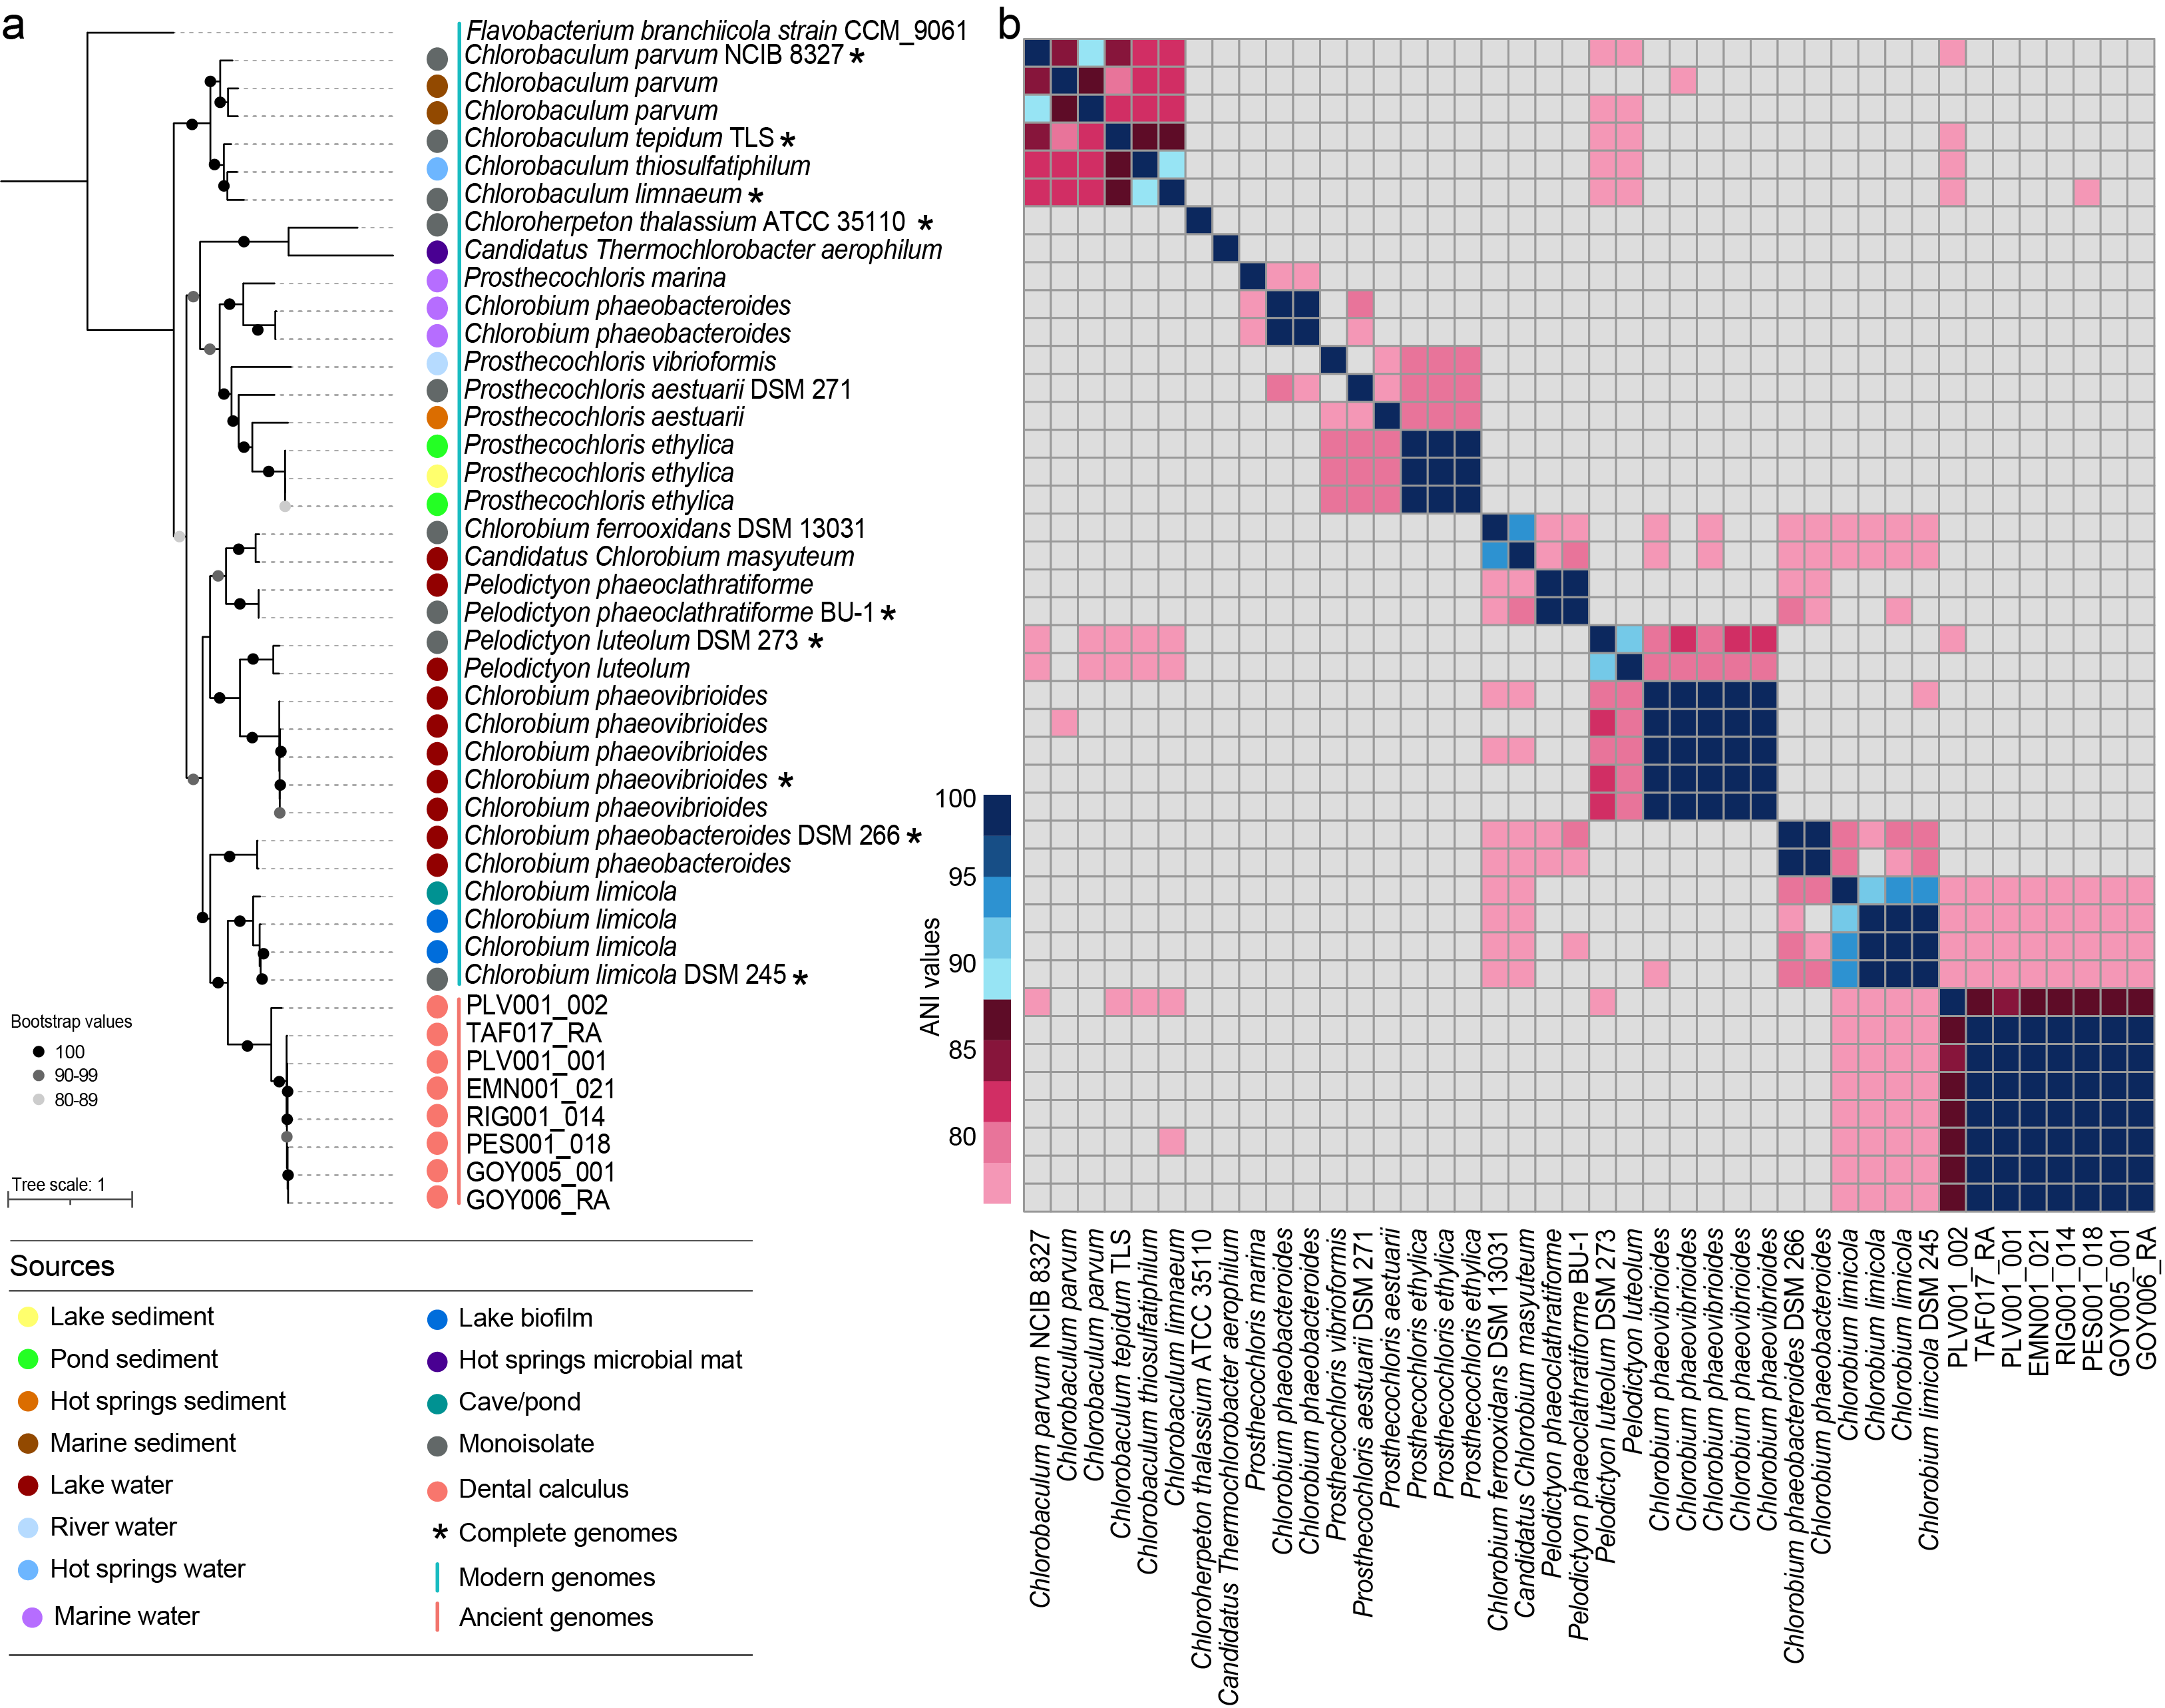 a
Flavobacterium branchiicola strain CCM_9061
Chlorobaculum parvum NCIB 8327 *
Chlorobaculum parvum
Chlorobaculum parvum
Chlorobaculum tepidum TLS *
Chlorobaculum thiosulfatiphilum
Chlorobaculum limnaeum *
Chloroherpeton thalassium ATCC 35110 *
Candidatus Thermochlorobacter aerophilum
Prosthecochloris marina
Chlorobium phaeobacteroides
Chlorobium phaeobacteroides
Prosthecochloris vibrioformis
Prosthecochloris aestuarii DSM 271
Prosthecochloris aestuarii
Prosthecochloris ethylica
Prosthecochloris ethylica
Prosthecochloris ethylica
Chlorobium ferrooxidans DSM 13031
Candidatus Chlorobium masyuteum
Pelodictyon phaeoclathratiforme
Pelodictyon phaeoclathratiforme BU-1 *
Pelodictyon luteolum DSM 273 *
Pelodictyon luteolum
Chlorobium phaeovibrioides
Chlorobium phaeovibrioides
Chlorobium phaeovibrioides
Chlorobium phaeovibrioides *
Chlorobium phaeovibrioides
Chlorobium phaeobacteroides DSM 266 *
Chlorobium phaeobacteroides
Chlorobium limicola
Chlorobium limicola
Chlorobium limicola
Chlorobium limicola DSM 245 *
PLV001_002
TAF017_RA
PLV001_001
EMN001_021
RIG001_014
PES001_018
GOY005_001
GOY006_RA
Bootstrap values
100
90-99
80-89
Tree scale: 1
Sources
Lake sediment
Pond sediment
Hot springs sediment
Marine sediment
Lake water
River water
Hot springs water
Marine water
Lake biofilm
Hot springs microbial mat
Cave/pond
Monoisolate
Dental calculus
* Complete genomes
Modern genomes
Ancient genomes
b
ANI values
100
95
90
85
80
Chlorobaculum parvum NCIB 8327
Chlorobaculum parvum
Chlorobaculum parvum
Chlorobaculum tepidum TLS
Chlorobaculum thiosulfatiphilum
Chlorobaculum limnaeum
Chloroherpeton thalassium ATCC 35110
Candidatus Thermochlorobacter aerophilum
Prosthecochloris marina
Chlorobium phaeobacteroides
Chlorobium phaeobacteroides
Prosthecochloris vibrioformis
Prosthecochloris aestuarii DSM 271
Prosthecochloris aestuarii
Prosthecochloris ethylica
Prosthecochloris ethylica
Prosthecochloris ethylica
Chlorobium ferrooxidans DSM 13031
Candidatus Chlorobium masyuteum
Pelodictyon phaeoclathratiforme
Pelodictyon phaeoclathratiforme BU-1
Pelodictyon luteolum DSM 273
Pelodictyon luteolum
Chlorobium phaeovibrioides
Chlorobium phaeovibrioides
Chlorobium phaeovibrioides
Chlorobium phaeovibrioides
Chlorobium phaeovibrioides
Chlorobium phaeobacteroides DSM 266
Chlorobium phaeobacteroides
Chlorobium limicola
Chlorobium limicola
Chlorobium limicola
Chlorobium limicola DSM 245
PLV001_002
TAF017_RA
PLV001_001
EMN001_021
RIG001_014
PES001_018
GOY005_001
GOY006_RA